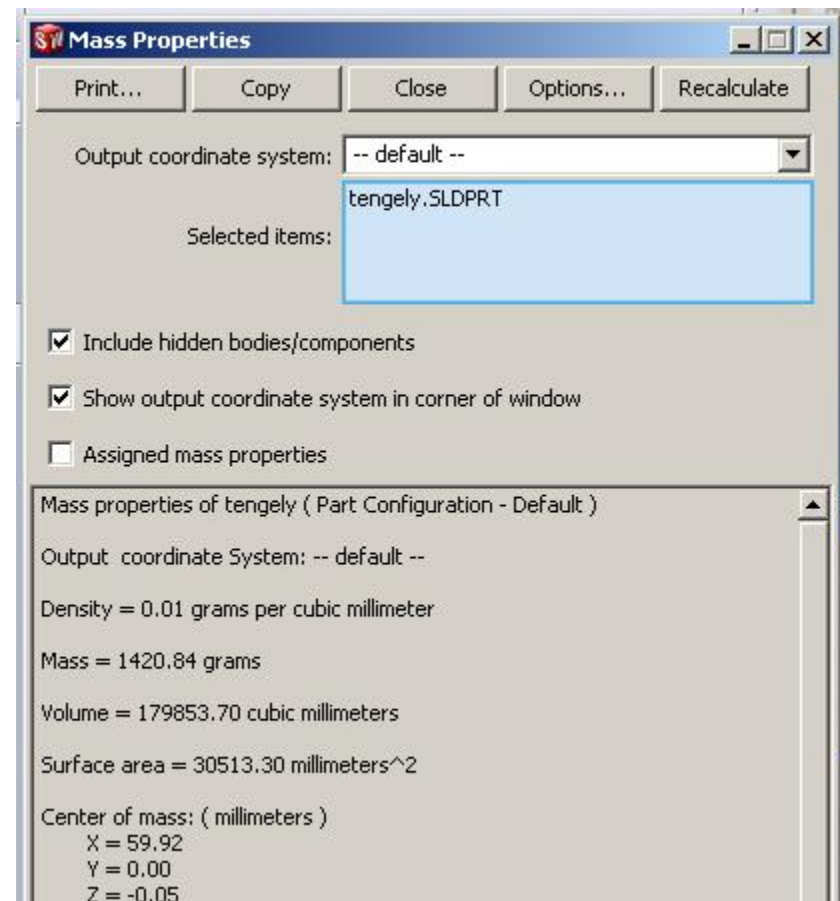 SW Mass Properties
Print... Copy Close Options... Recalculate
Output coordinate system: -- default --
tengely.SLDPRT
Selected items:
Include hidden bodies/components
Show output coordinate system in corner of window
Assigned mass properties
Mass properties of tengely ( Part Configuration - Default )
Output coordinate System: -- default --
Density = 0.01 grams per cubic millimeter
Mass = 1420.84 grams
Volume = 179853.70 cubic millimeters
Surface area = 30513.30 millimeters^2
Center of mass: ( millimeters )
X = 59.92
Y = 0.00
Z = -0.05